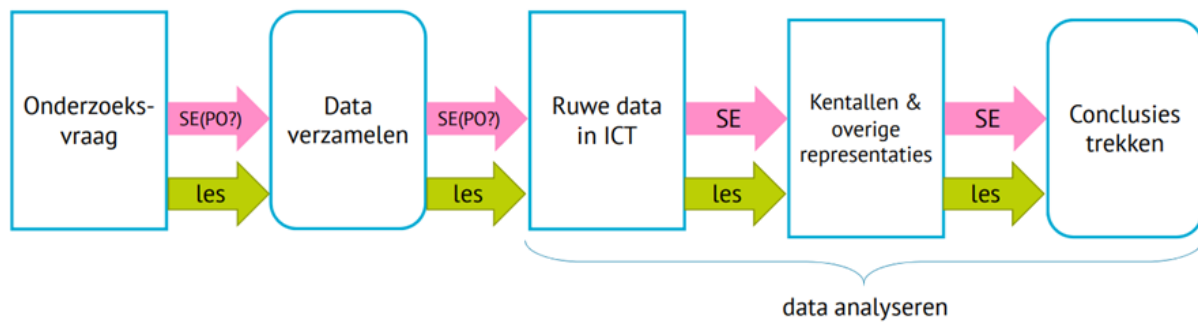 Onderzoeks-
vraag
SE(PO?)
les
Data
verzamelen
SE(PO?)
les
Ruwe data
in ICT
SE
les
Kentallen &
overige
representaties
SE
les
Conclusies
trekken
data analyseren